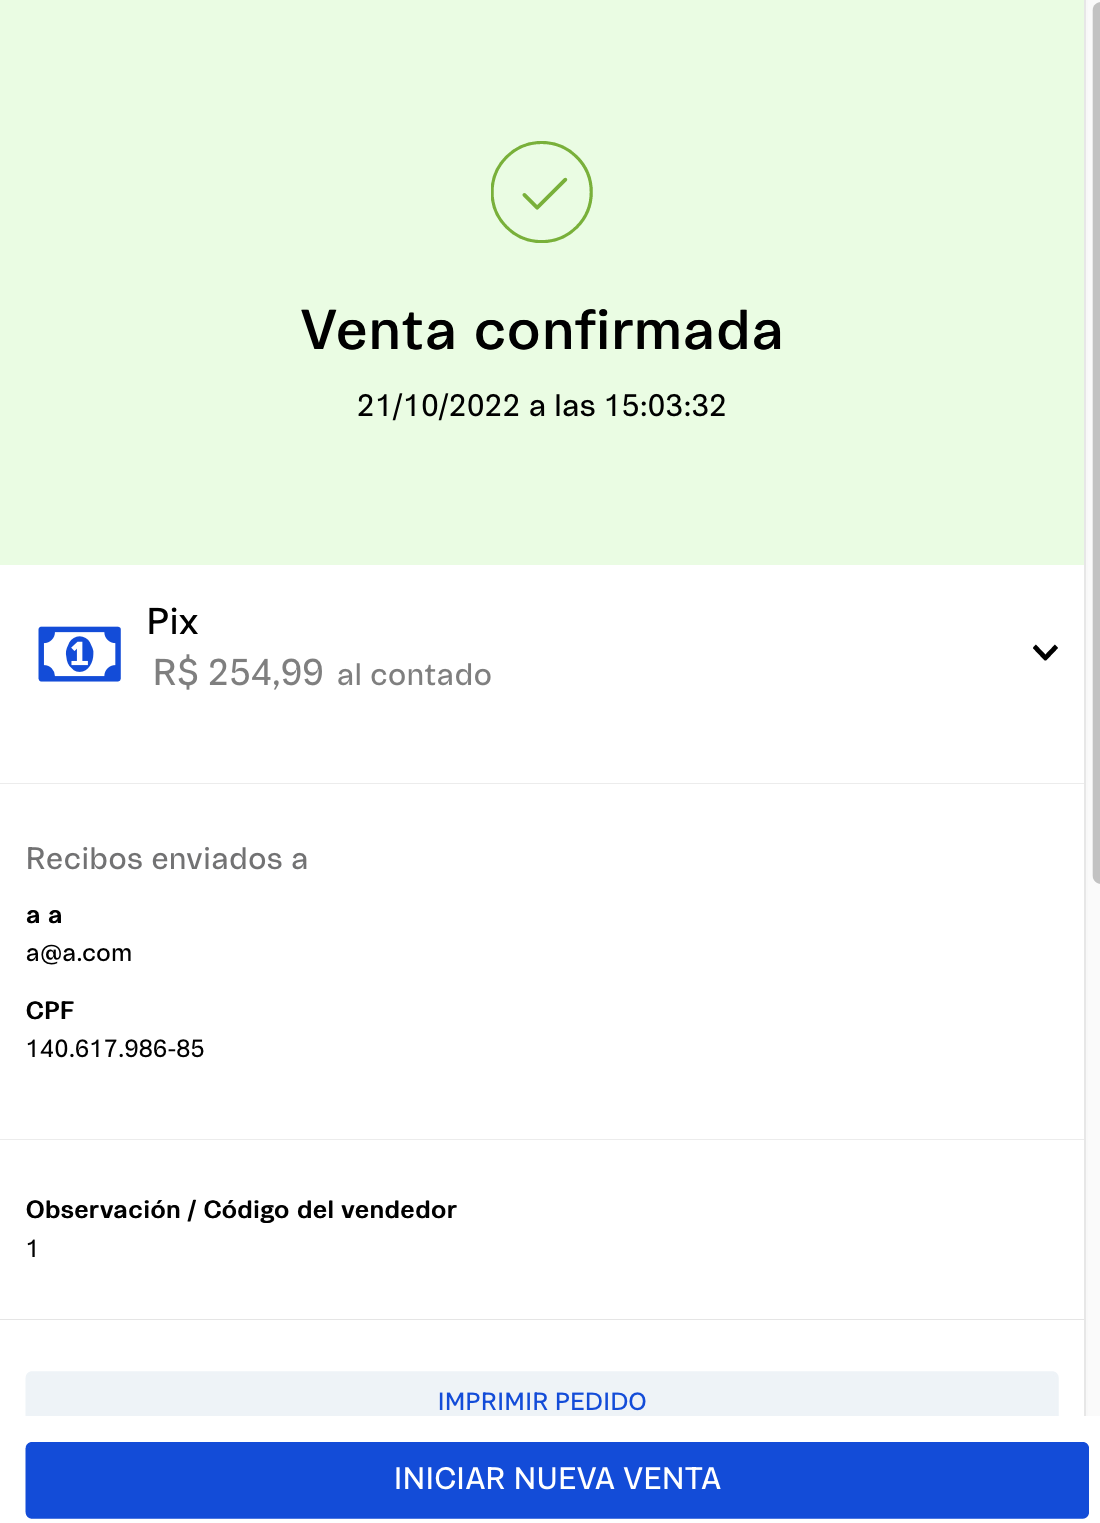 Venta confirmada
21/10/2022 a las 15:03:32
1
Pix
R$ 254,99 al contado
Recibos enviados a
a a
a@a.com
CPF
140.617.986-85
Observación / Código del vendedor
1
IMPRIMIR PEDIDO
INICIAR NUEVA VENTA